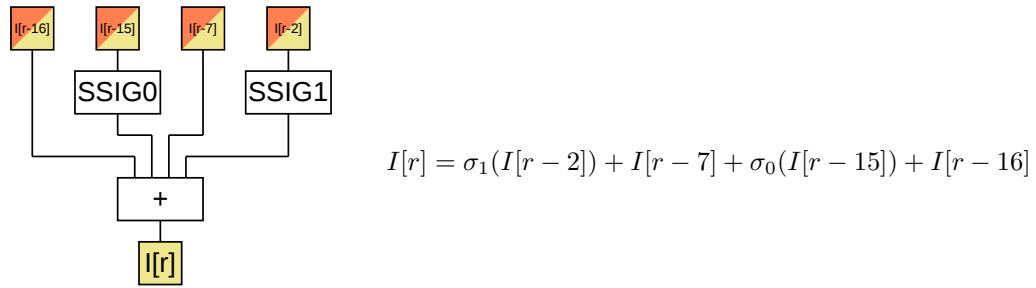 I[r-16] I[r-15] I[r-7] I[r-2]
SSIG0 SSIG1
I[r] = σ₁(I[r − 2]) + I[r − 7] + σ₀(I[r − 15]) + I[r − 16]
+
I[r]